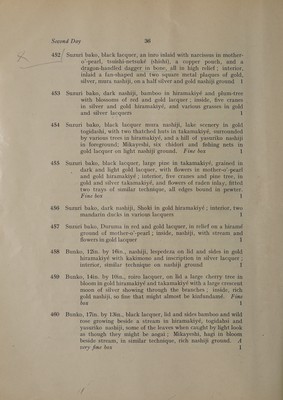 Second Day 36
452 Suzuri bako, black lacquer, an isue inlaid with narcissus in mother-
o'-pearl, tonishi-netsuké (shishi), a copper pouch, and a
dragon-handled dagger in bone, all in high relief; interior,
inlaid a fan-shaped and two square metal plaques of gold,
silver, mura nashiji, on a half silver and gold nashiji ground 1
453 Suzuri bako, dark nashiji, bamboo in hiramakiyé and plum-tree
with blossoms of red and gold lacquer; inside, five cranes
in silver and gold hiramakiyé, and various grasses in gold
and silver lacquers 1
454 Suzuri bako, black lacquer mura nashiji, lake scenery in gold
togidashi, with two thatched huts in takamakiyé, surrounded
by various trees in hiramakiyé, and a hill of yasuriko nashiji
in foreground; Mikayeshi, six chidori and fishing nets in
gold lacquer on light nashiji ground. Fine box 1
455 Suzuri bako, black lacquer, large pine in takamakiyé, grained in
dark and light gold lacquer, with flowers in mother-o'-pearl
and gold hiramakiyé; interior, five cranes and pine tree, in
gold and silver takamakiyé, and flowers of raden inlay, fitted
two trays of similar technique, all edges bound in pewter.
Fine box 1
456 Suzuri bako, dark nashiji, Shoki in gold hiramakiyé; interior, two
mandarin ducks in various lacquers 1
457 Suzuri bako, Daruma in red and gold lacquer, in relief on a hiramé
ground of mother-o'-pearl; inside, nashiji, with stream and
flowers in gold lacquer 1
458 Bunko, 12in. by 16in., nashiji, lespedeza on lid and sides in gold
hiramakiyé with kakimono and inscription in silver lacquer;
interior, similar technique on nashiji ground 1
459 Bunko, 14in. by 10in., roiro lacquer, on lid a large cherry tree in
bloom in gold hiramakiyé and takamakiyé with a large crescent
moon of silver showing through the branches; inside, rich
gold nashiji, so fine that might almost be kinfundamé. Fine
box 1
460 Bunko, 17in. by 13in., black lacquer, lid and sides bamboo and wild
rose growing beside a stream in hiramakiyé, togidashi and
yasuriko nashiji, some of the leaves when caught by light look
as though they might be aogai; Mikayeshi, hagi in bloom
beside stream, in similar technique, rich nashiji ground. A
very fine box 1